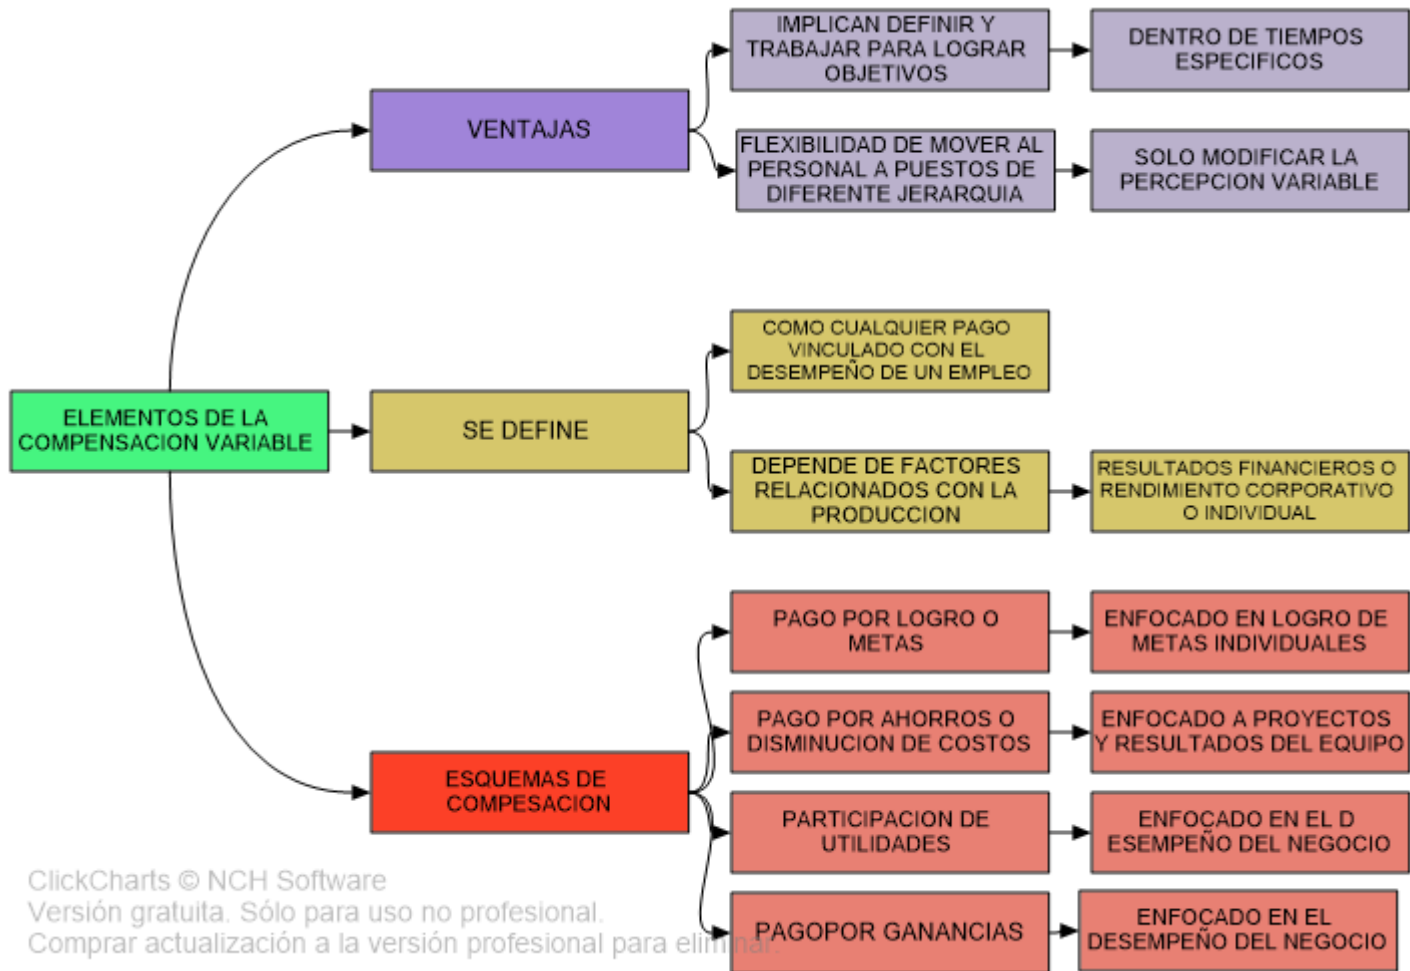 IMPLICAN DEFINIR Y
TRABAJAR PARA LOGRAR
OBJETIVOS
DENTRO DE TIEMPOS
ESPECIFICOS
VENTAJAS
FLEXIBILIDAD DE MOVER AL
PERSONAL A PUESTOS DE
DIFERENTE JERARQUIA
SOLO MODIFICAR LA
PERCEPCION VARIABLE
ELEMENTOS DE LA
COMPENSACION VARIABLE
SE DEFINE
COMO CUALQUIER PAGO
VINCULADO CON EL
DESEMPEÑO DE UN EMPLEO
DEPENDE DE FACTORES
RELACIONADOS CON LA
PRODUCCION
RESULTADOS FINANCIEROS O
RENDIMIENTO CORPORATIVO
O INDIVIDUAL
ESQUEMAS DE
COMPESACION
PAGO POR LOGRO O
METAS
ENFOCADO EN LOGRO DE
METAS INDIVIDUALES
PAGO POR AHORROS O
DISMINUCION DE COSTOS
ENFOCADO A PROYECTOS
Y RESULTADOS DEL EQUIPO
PARTICIPACION DE
UTILIDADES
ENFOCADO EN EL D
ESEMPEÑO DEL NEGOCIO
PAGOPOR GANANCIAS
ENFOCADO EN EL
DESEMPEÑO DEL NEGOCIO
ClickCharts © NCH Software
Versión gratuita. Sólo para uso no profesional.
Comprar actualización a la versión profesional para eliminar.